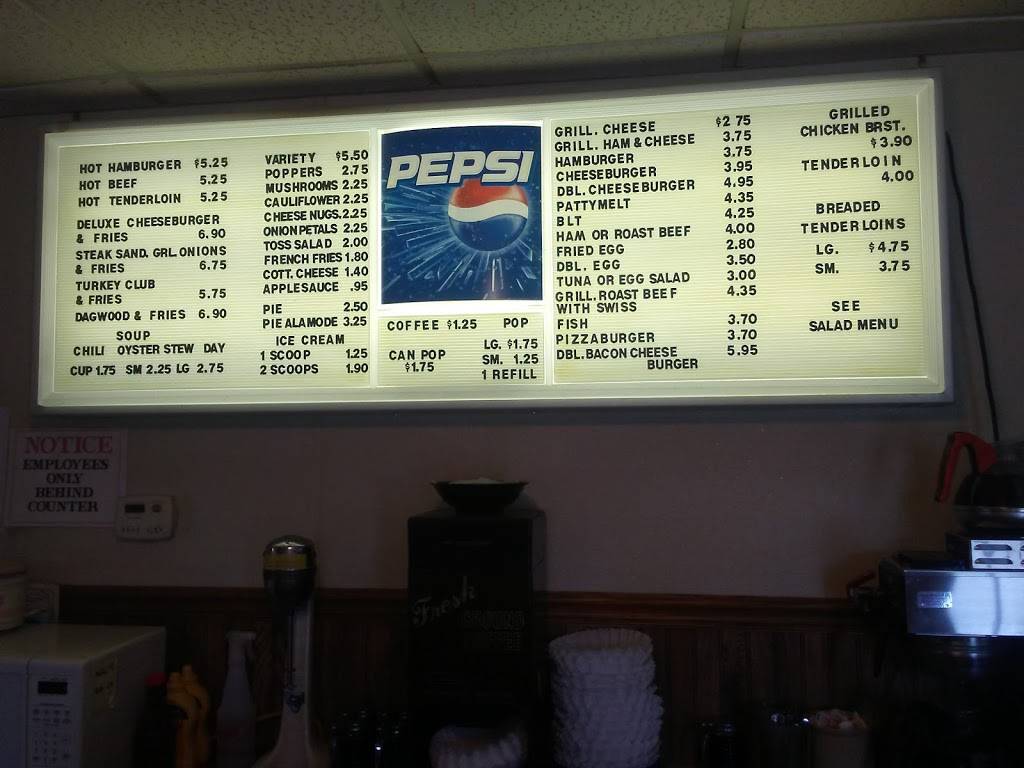 HOT HAMBURGER $5.25
HOT BEEF 5.25
HOT TENDERLOIN 5.25
DELUXE CHEESEBURGER
& FRIES 6.90
STEAK SAND. GRL. ONIONS
& FRIES 6.75
TURKEY CLUB
& FRIES 5.75
DAGWOOD & FRIES 6.90
SOUP
CHILI OYSTER STEW DAY
CUP 1.75 SM 2.25 LG 2.75
VARIETY $5.50
POPPERS 2.75
MUSHROOMS 2.25
CAULIFLOWER 2.25
CHEESE NUGS. 2.25
ONION PETALS 2.25
TOSS SALAD 2.00
FRENCH FRIES 1.80
COTT. CHEESE 1.40
APPLESAUCE .95
PIE 2.50
PIE ALAMODE 3.25
ICE CREAM
1 SCOOP 1.25
2 SCOOPS 1.90
PEPSI
COFFEE $1.25
CAN POP
$1.75
POP
LG. $1.75
SM. 1.25
1 REFILL
GRILL. CHEESE $2 75
GRILL. HAM & CHEESE 3.75
HAMBURGER 3.75
CHEESEBURGER 3.95
DBL. CHEESEBURGER 4.95
PATTYMELT 4.35
BLT 4.25
HAM OR ROAST BEEF 4.00
FRIED EGG 2.80
DBL. EGG 3.50
TUNA OR EGG SALAD 3.00
GRILL. ROAST BEEF 4.35
WITH SWISS
FISH 3.70
PIZZABURGER 3.70
DBL. BACON CHEESE 5.95
BURGER
GRILLED
CHICKEN BRST.
$3.90
TENDERLOIN
4.00
BREADED
TENDERLOINS
LG. $4.75
SM. 3.75
SEE
SALAD MENU
NOTICE
EMPLOYEES
ONLY
BEHIND
COUNTER
Fresh